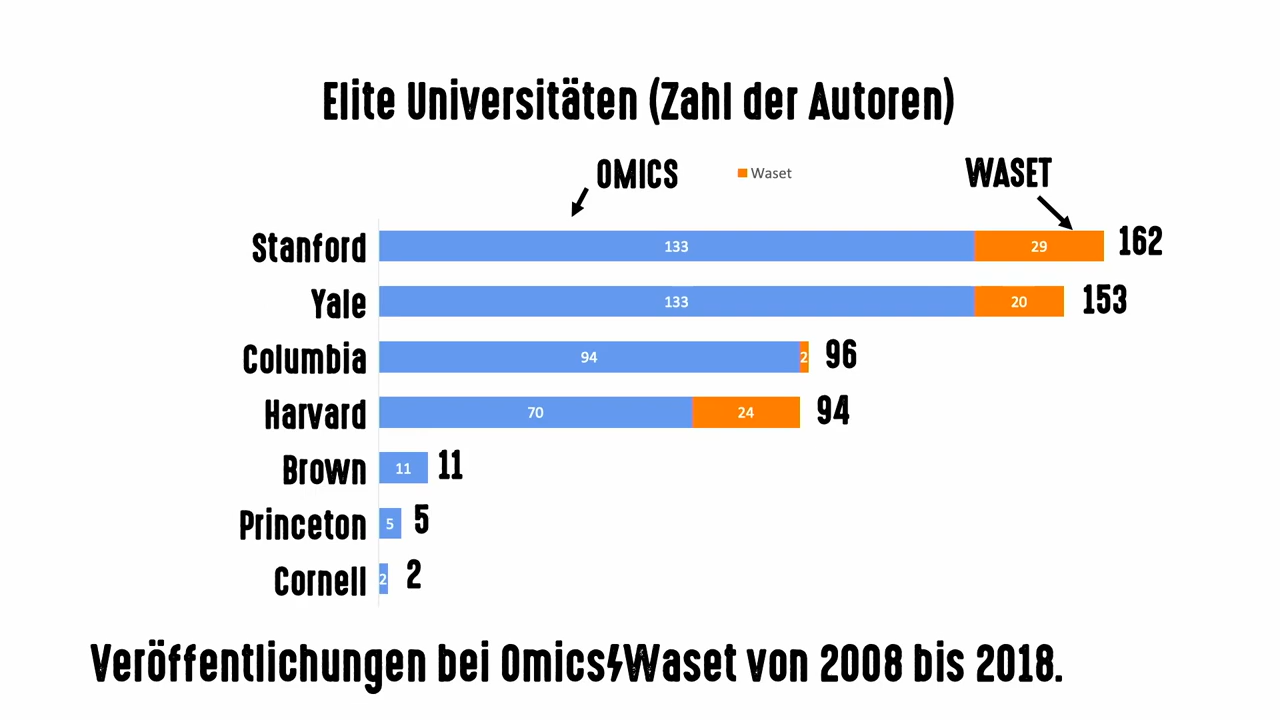 Elite Universitäten (Zahl der Autoren)
OMICS Waset WASET
Stanford 133 29 162
Yale 133 20 153
Columbia 94 2 96
Harvard 70 24 94
Brown 11 11
Princeton 5 5
Cornell 2 2
Veröffentlichungen bei Omics/Waset von 2008 bis 2018.